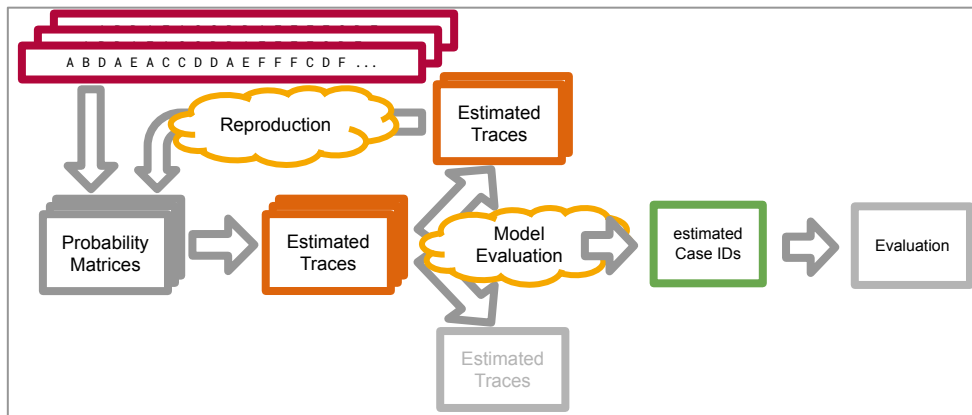 A B D A E A C C D D A E F F F C D F ...
Reproduction
Estimated
Traces
Probability
Matrices
Estimated
Traces
Model
Evaluation
estimated
Case IDs
Evaluation
Estimated
Traces